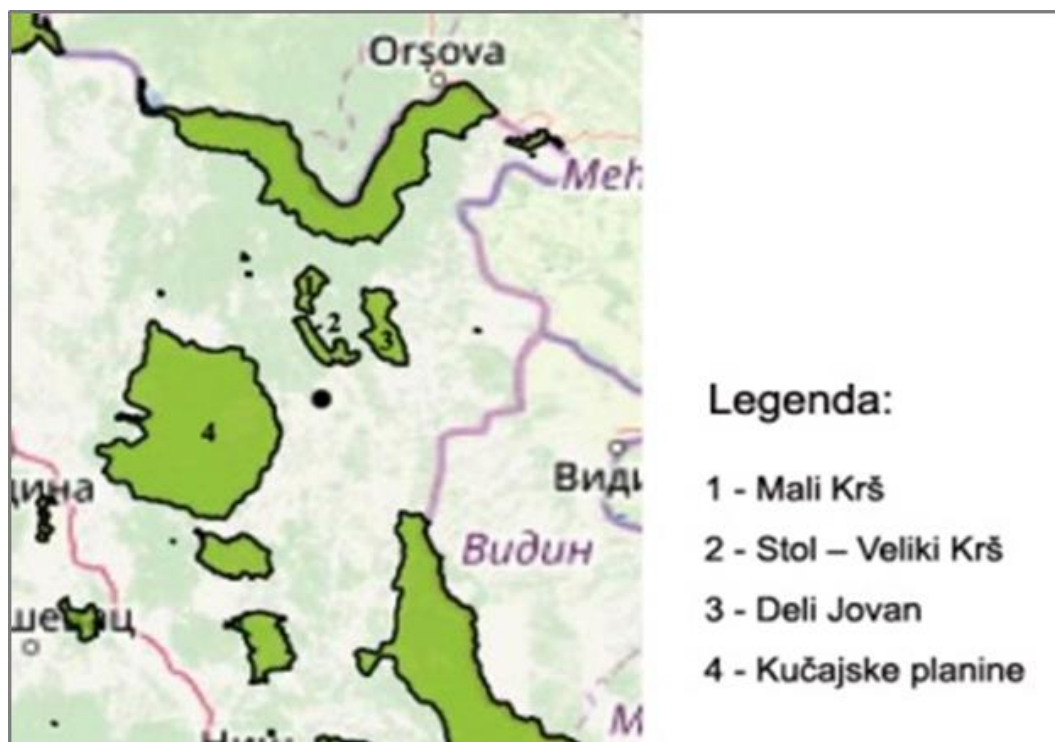 Orșova
Meh
1
2
3
4
Види
Видин
Legenda:
1 - Mali Krš
2 - Stol – Veliki Krš
3 - Deli Jovan
4 - Kučajske planine